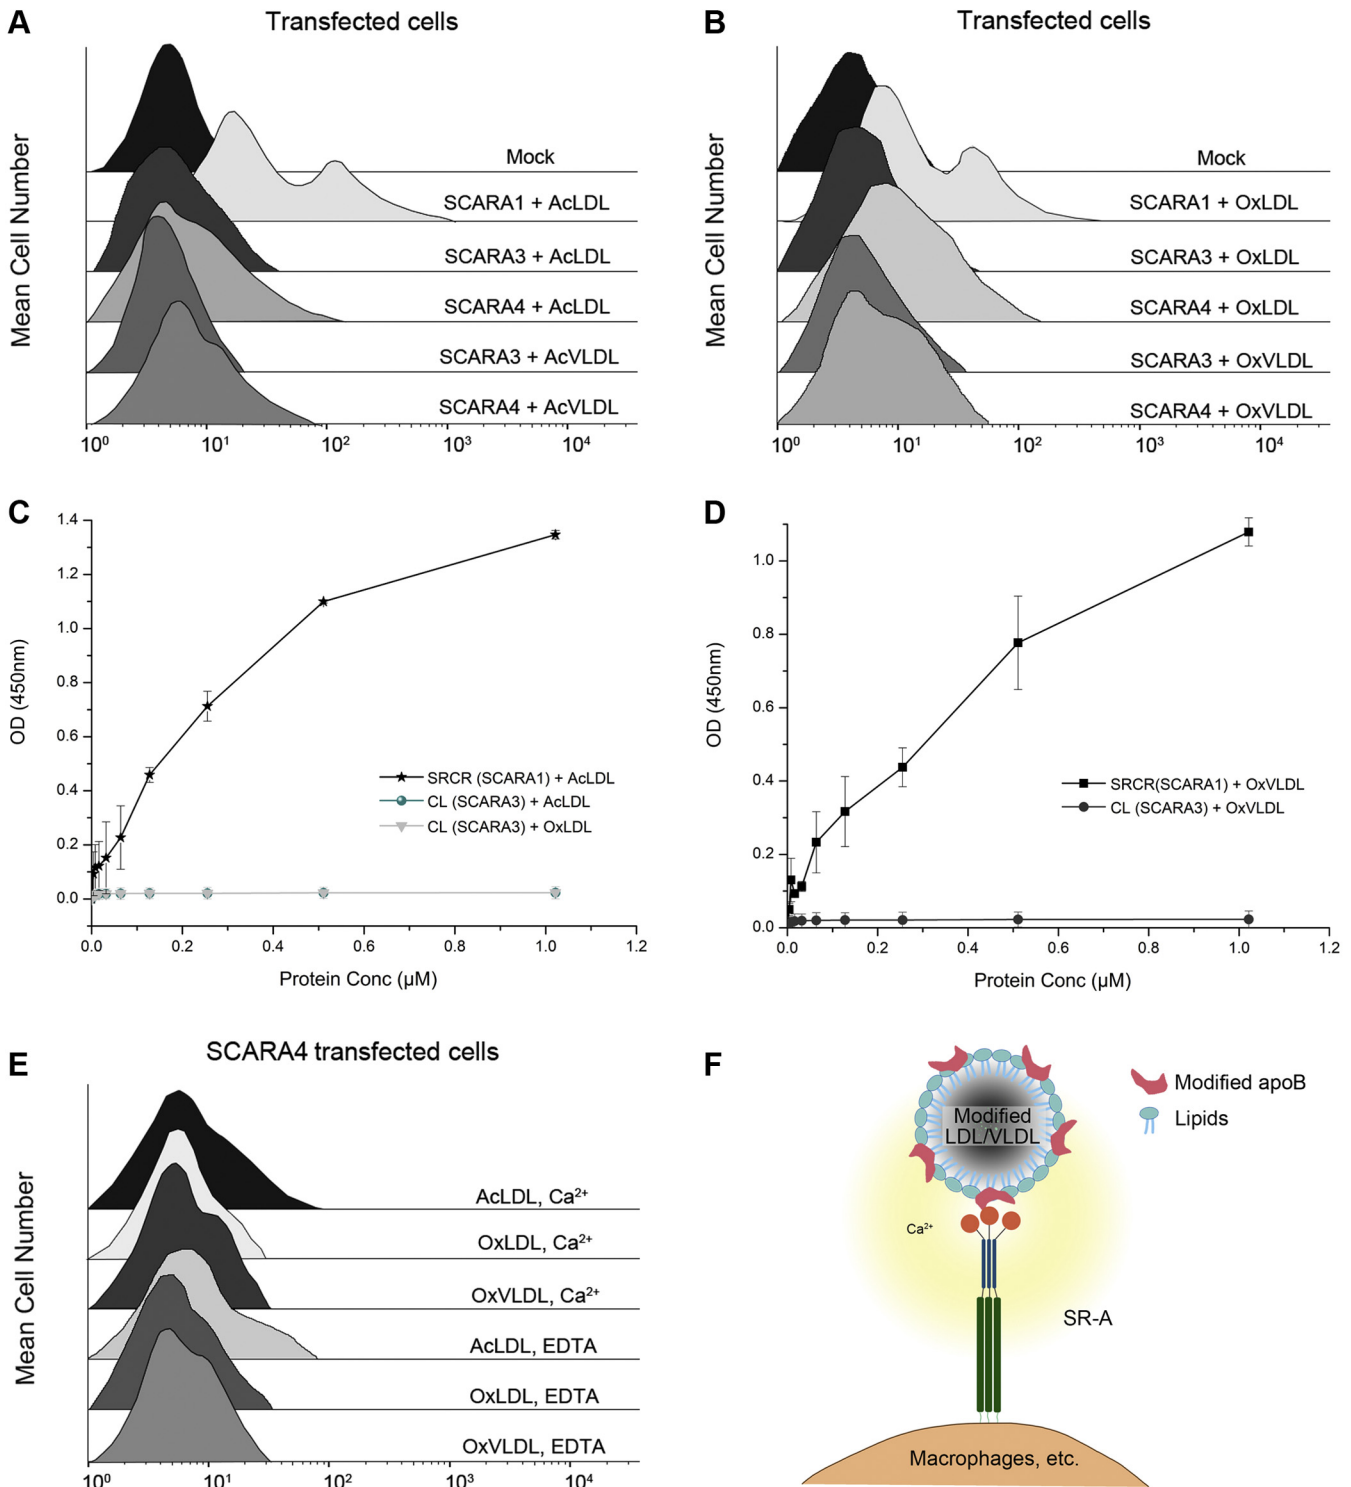 A
Transfected cells
Mean Cell Number
Mock
SCARA1 + AcLDL
SCARA3 + AcLDL
SCARA4 + AcLDL
SCARA3 + AcVLDL
SCARA4 + AcVLDL
10⁰ 10¹ 10² 10³ 10⁴
B
Transfected cells
Mean Cell Number
Mock
SCARA1 + OxLDL
SCARA3 + OxLDL
SCARA4 + OxLDL
SCARA3 + OxVLDL
SCARA4 + OxVLDL
10⁰ 10¹ 10² 10³ 10⁴
C
OD (450nm)
1.4
1.2
1.0
0.8
0.6
0.4
0.2
0.0
SRCR (SCARA1) + AcLDL
CL (SCARA3) + AcLDL
CL (SCARA3) + OxLDL
0.0 0.2 0.4 0.6 0.8 1.0 1.2
Protein Conc (µM)
D
OD (450nm)
1.0
0.8
0.6
0.4
0.2
0.0
SRCR(SCARA1) + OxVLDL
CL (SCARA3) + OxVLDL
0.0 0.2 0.4 0.6 0.8 1.0 1.2
Protein Conc (µM)
E
SCARA4 transfected cells
Mean Cell Number
AcLDL, Ca²⁺
OxLDL, Ca²⁺
OxVLDL, Ca²⁺
AcLDL, EDTA
OxLDL, EDTA
OxVLDL, EDTA
10⁰ 10¹ 10² 10³ 10⁴
F
Modified apoB
Lipids
Modified
LDL/VLDL
Ca²⁺
SR-A
Macrophages, etc.